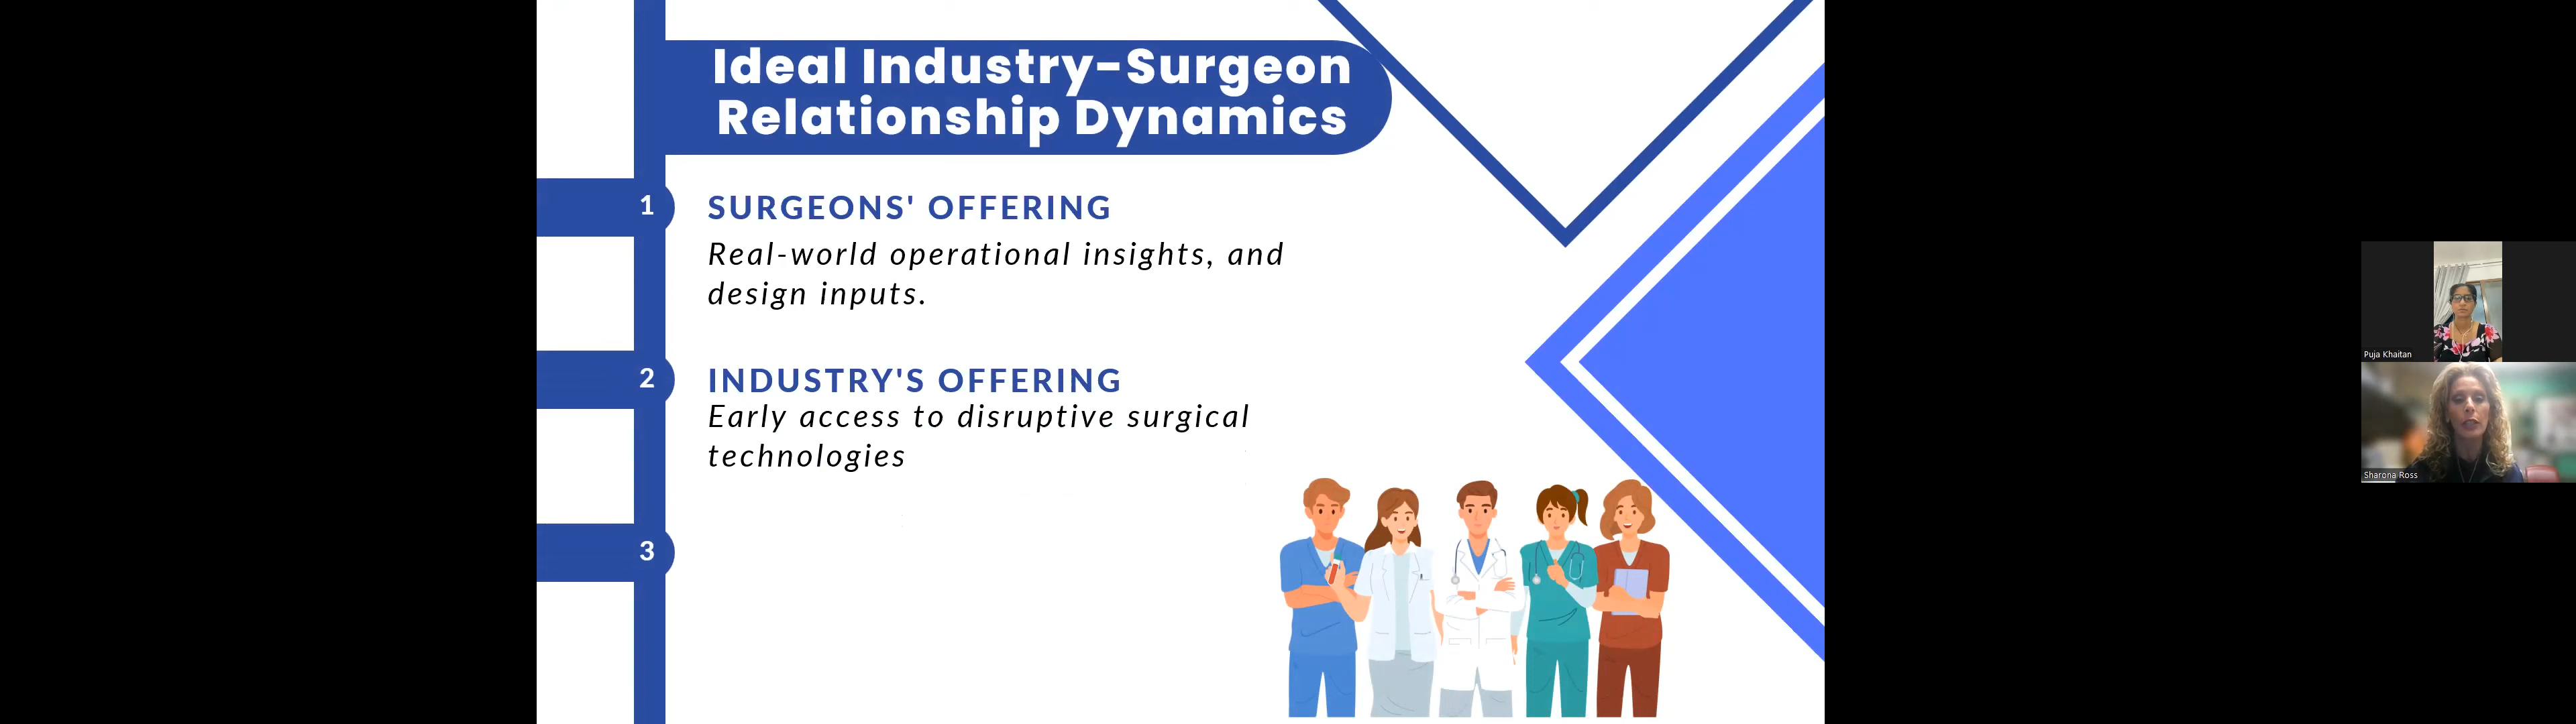 Ideal Industry-Surgeon
Relationship Dynamics
1
SURGEONS' OFFERING
Real-world operational insights, and
design inputs.
2
INDUSTRY'S OFFERING
Early access to disruptive surgical
technologies
3
Puja Khaitan
Sharona Ross